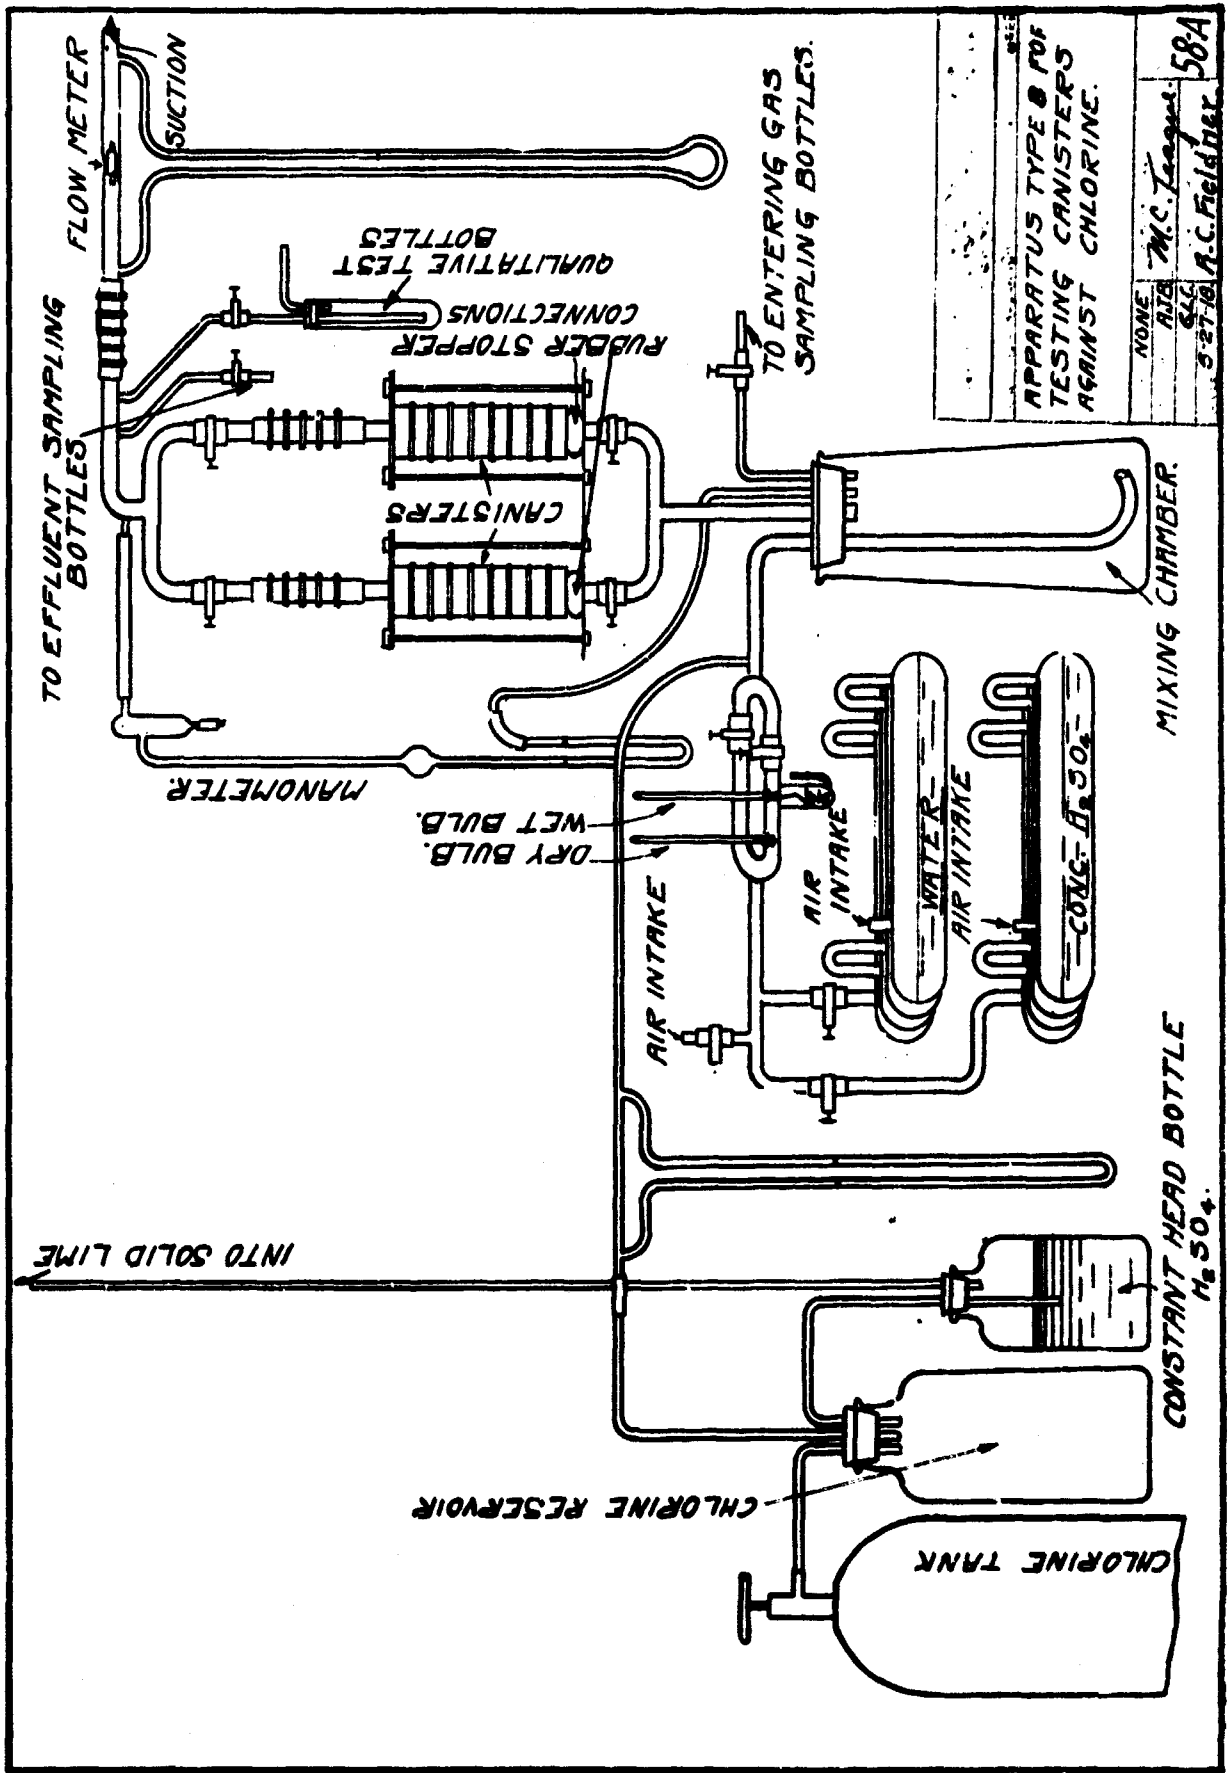 FLOW METER
SUCTION
TO EFFLUENT SAMPLING
BOTTLES
QUALITATIVE TEST
BOTTLES
RUBBER STOPPER
CONNECTIONS
CANISTERS
MANOMETER.
WET BULB.
DRY BULB.
TO ENTERING GAS
SAMPLING BOTTLES.
MIXING CHAMBER.
AIR INTAKE
AIR
INTAKE
WATER
AIR INTAKE
CONC. H2SO4
INTO SOLID LIME
CONSTANT HEAD BOTTLE
H2SO4.
CHLORINE RESERVOIR
CHLORINE TANK
APPARATUS TYPE B FOR
TESTING CANISTERS
AGAINST CHLORINE.
NONE
AJB
M.C. Teague.
5-27-18
A.C. Fieldner
58-A